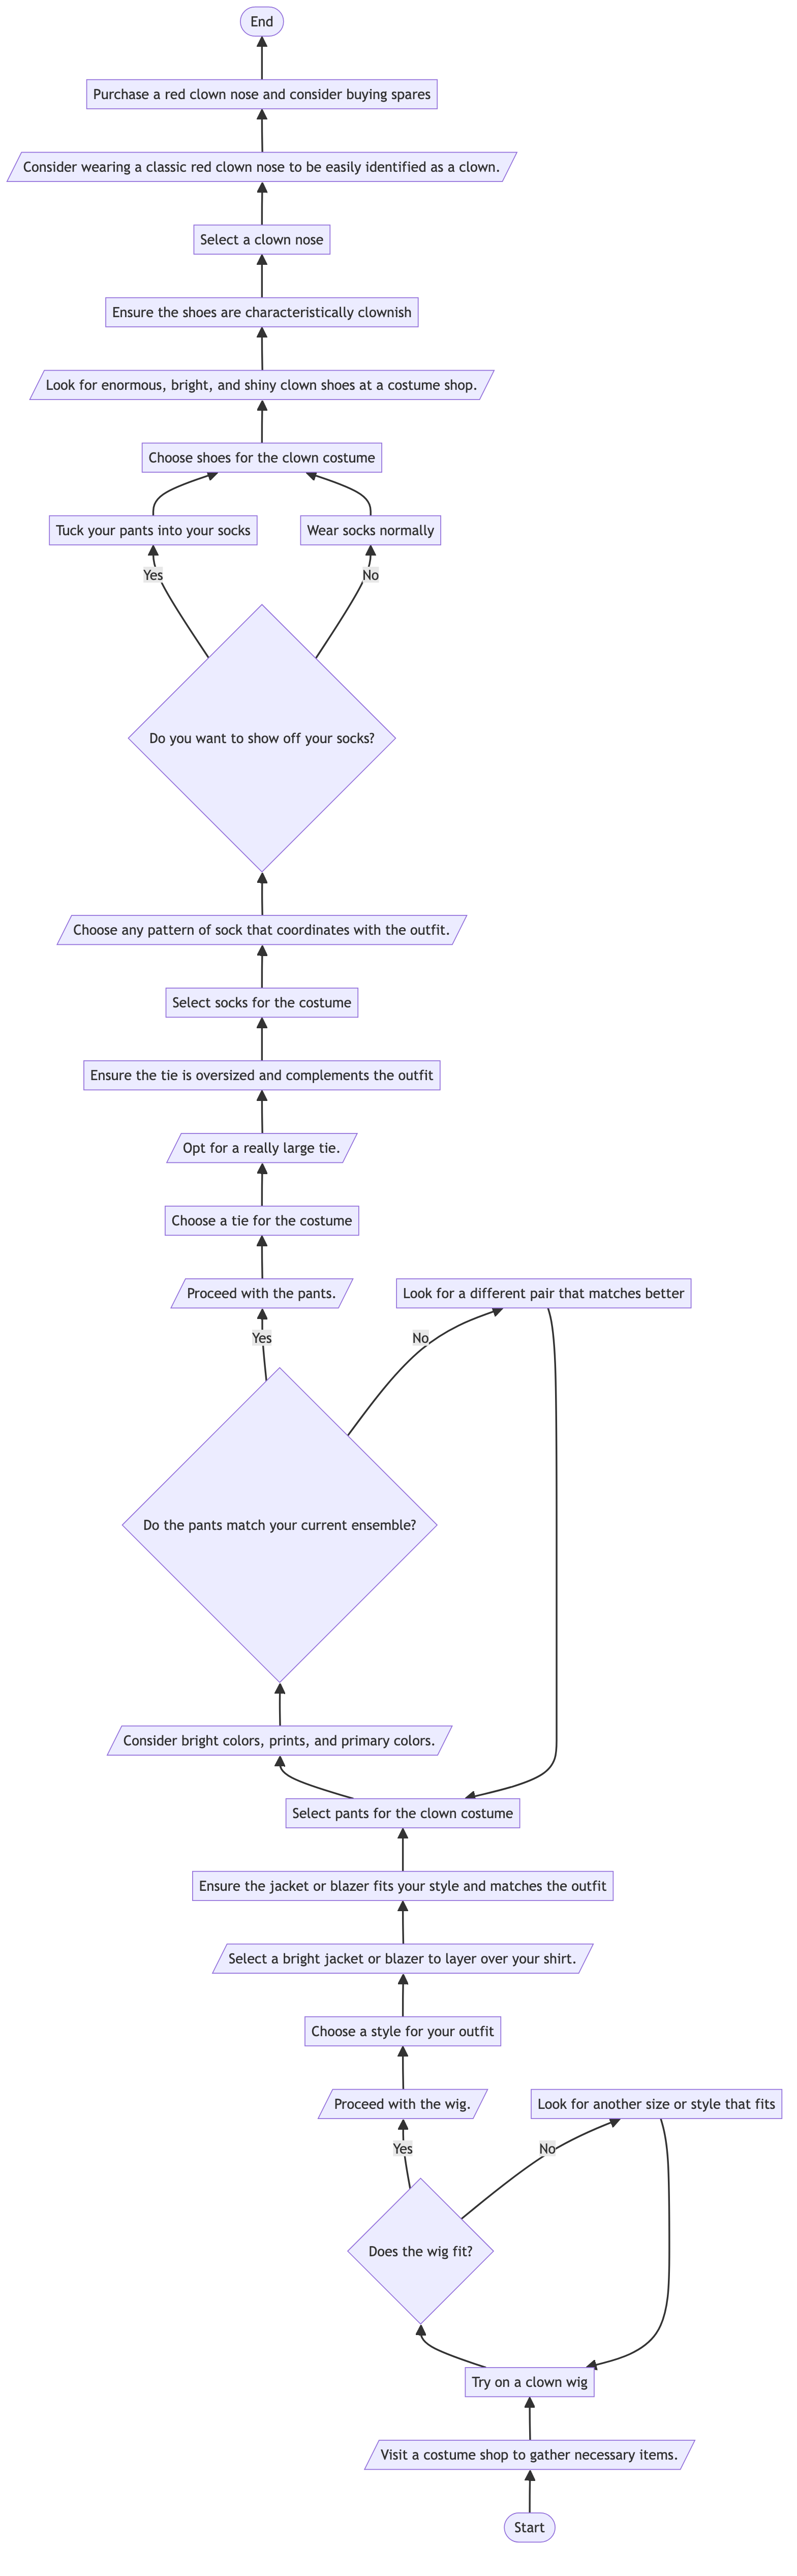 End
Purchase a red clown nose and consider buying spares
Consider wearing a classic red clown nose to be easily identified as a clown.
Select a clown nose
Ensure the shoes are characteristically clownish
Look for enormous, bright, and shiny clown shoes at a costume shop.
Choose shoes for the clown costume
Tuck your pants into your socks
Wear socks normally
Yes
No
Do you want to show off your socks?
Choose any pattern of sock that coordinates with the outfit.
Select socks for the costume
Ensure the tie is oversized and complements the outfit
Opt for a really large tie.
Choose a tie for the costume
Proceed with the pants.
Look for a different pair that matches better
Yes
No
Do the pants match your current ensemble?
Consider bright colors, prints, and primary colors.
Select pants for the clown costume
Ensure the jacket or blazer fits your style and matches the outfit
Select a bright jacket or blazer to layer over your shirt.
Choose a style for your outfit
Proceed with the wig.
Look for another size or style that fits
Yes
No
Does the wig fit?
Try on a clown wig
Visit a costume shop to gather necessary items.
Start